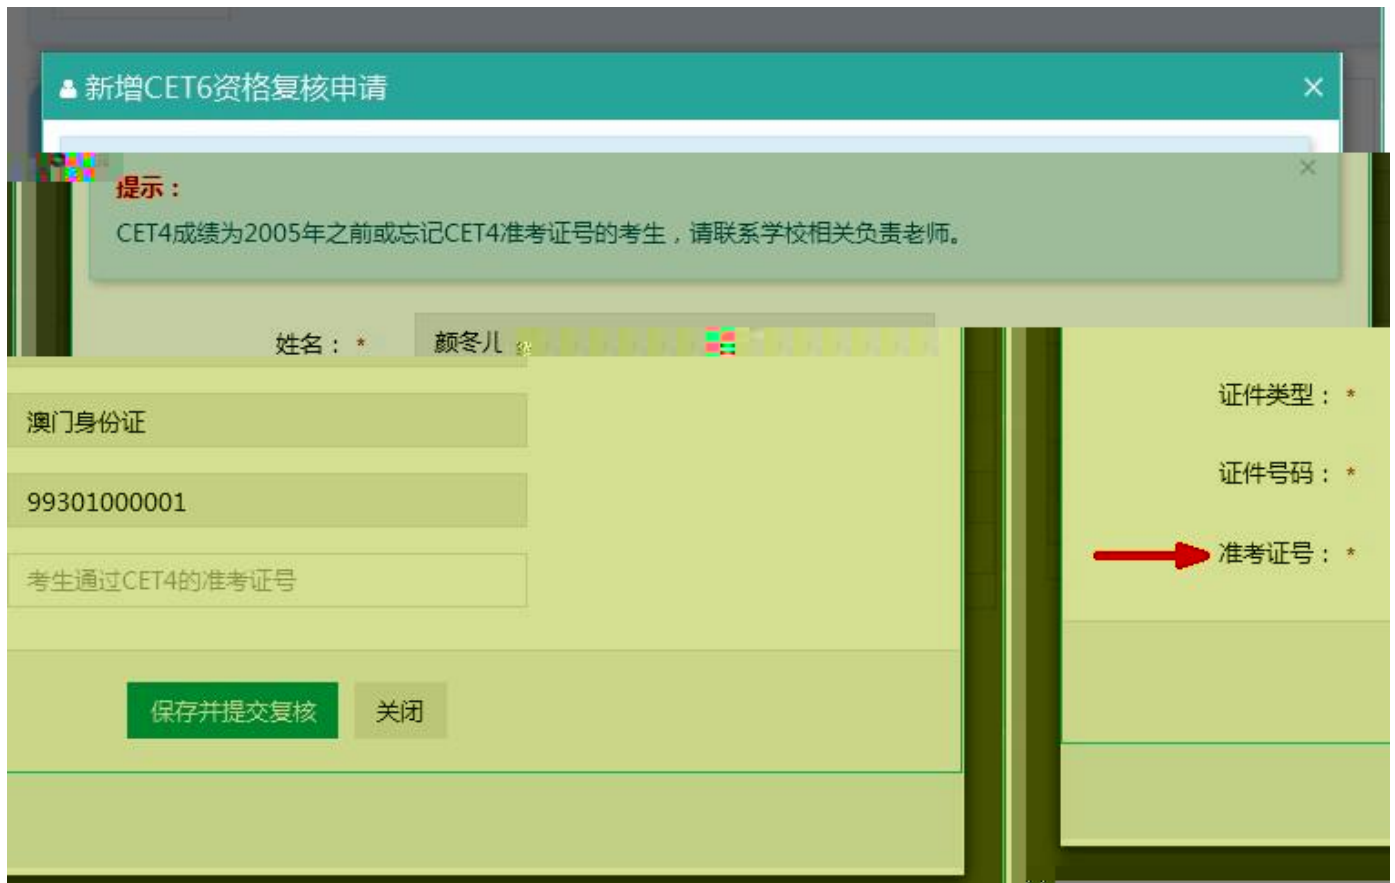 新增CET6资格复核申请
提示：
CET4成绩为2005年之前或忘记CET4准考证号的考生，请联系学校相关负责老师。
姓名： * 颜冬儿
证件类型： *
澳门身份证
证件号码： *
99301000001
准考证号： *
考生通过CET4的准考证号
保存并提交复核 关闭